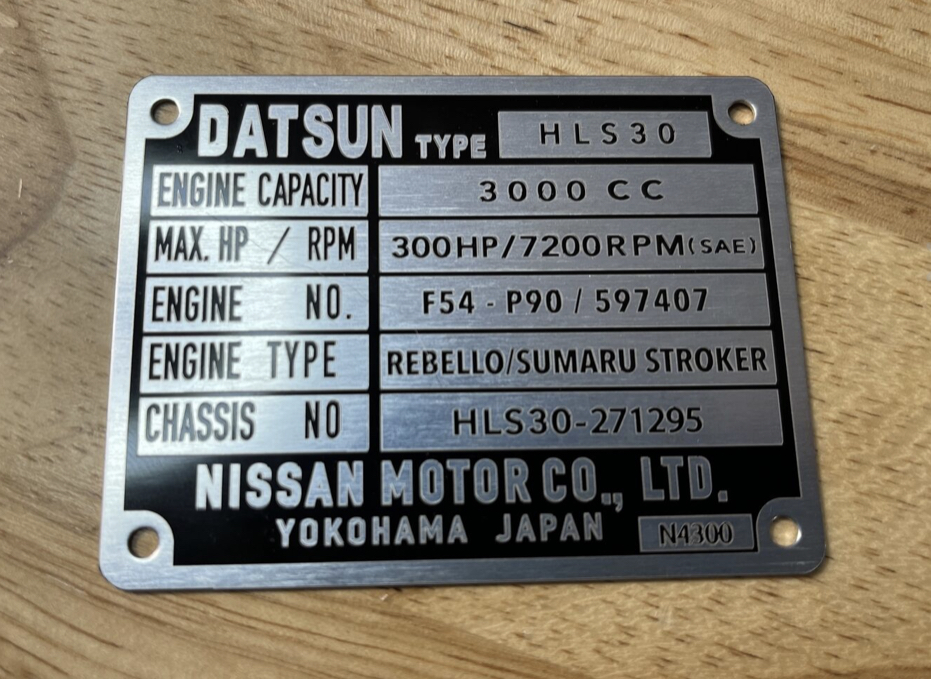 DATSUN TYPE HLS30
ENGINE CAPACITY 3000 CC
MAX. HP / RPM 300HP/7200RPM(SAE)
ENGINE NO. F54 - P90 / 597407
ENGINE TYPE REBELLO/SUMARU STROKER
CHASSIS NO HLS30-271295
NISSAN MOTOR CO., LTD.
YOKOHAMA JAPAN N4300